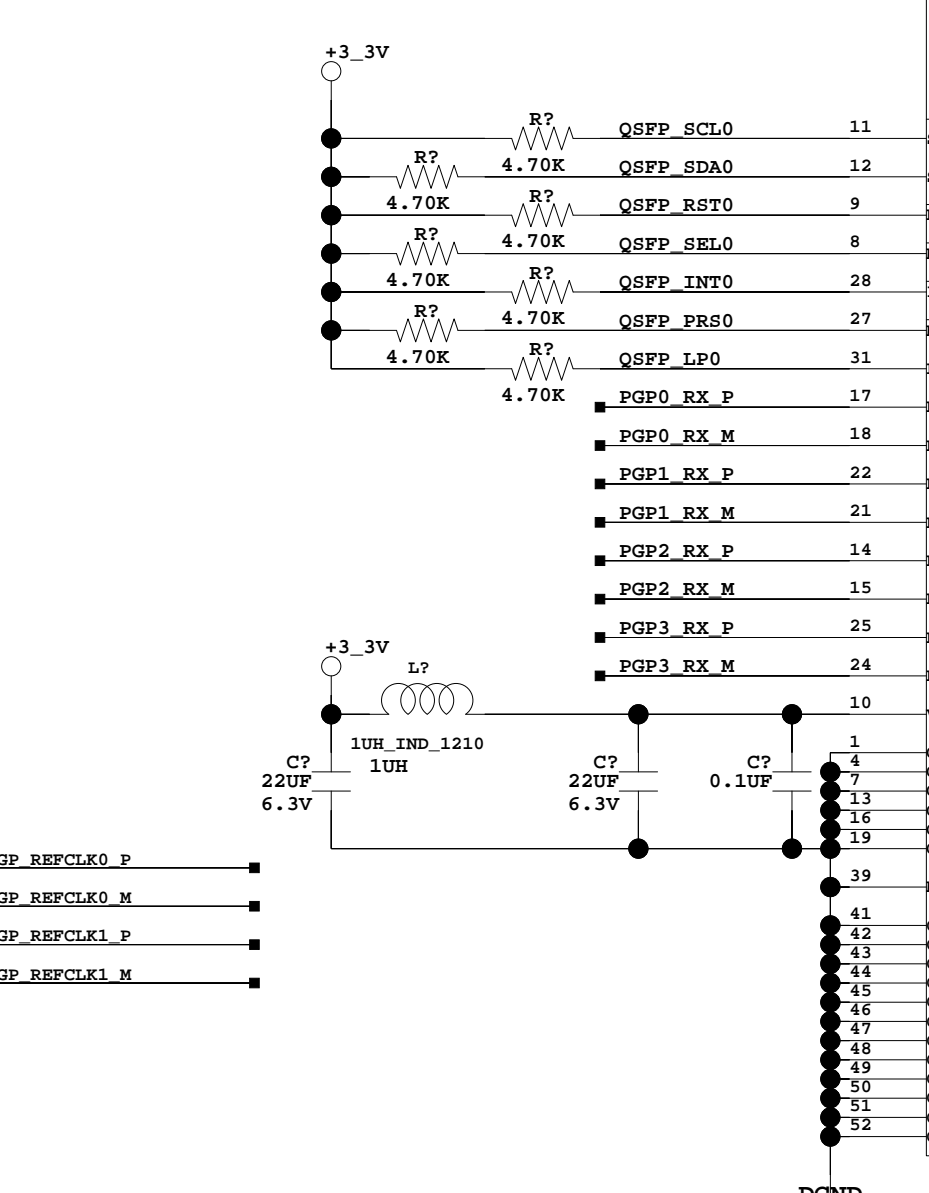 +3_3V
R? QSFP_SCL0 11
4.70K
R? QSFP_SDA0 12
4.70K
R? QSFP_RST0 9
4.70K
R? QSFP_SEL0 8
4.70K
R? QSFP_INT0 28
4.70K
R? QSFP_PRS0 27
4.70K
R? QSFP_LP0 31
4.70K
PGP0_RX_P 17
PGP0_RX_M 18
PGP1_RX_P 22
PGP1_RX_M 21
PGP2_RX_P 14
PGP2_RX_M 15
PGP3_RX_P 25
PGP3_RX_M 24
+3_3V
L?
10
1UH_IND_1210
1UH
C?
22UF
6.3V
C?
22UF
6.3V
C?
0.1UF
1
4
7
13
16
19
39
41
42
43
44
45
46
47
48
49
50
51
52
GP_REFCLK0_P
GP_REFCLK0_M
GP_REFCLK1_P
GP_REFCLK1_M